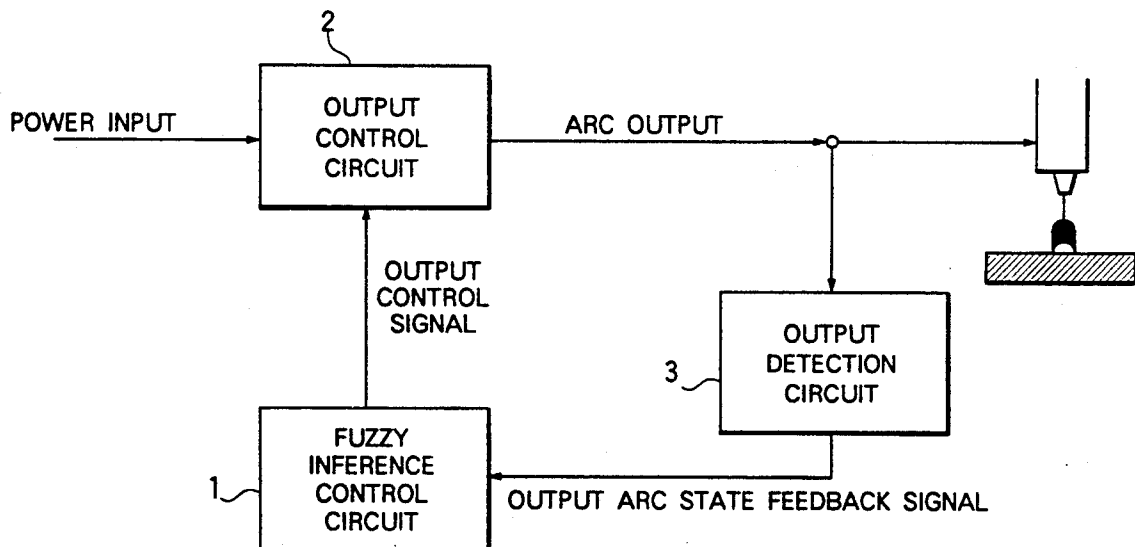 2
POWER INPUT
OUTPUT
CONTROL
CIRCUIT
ARC OUTPUT
OUTPUT
CONTROL
SIGNAL
3
OUTPUT
DETECTION
CIRCUIT
1
FUZZY
INFERENCE
CONTROL
CIRCUIT
OUTPUT ARC STATE FEEDBACK SIGNAL